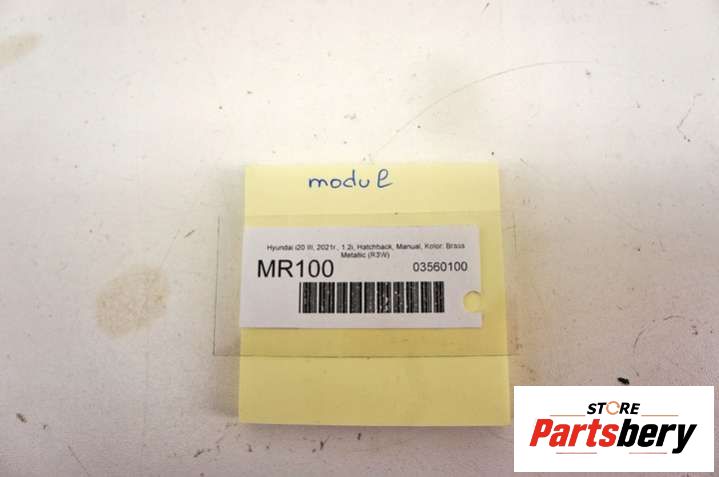 modul
Hyundai i20 III, 2021r., 1.2i, Hatchback, Manual, Kolor: Brass
Metallic (R3W)
MR100 03560100
STORE
Partsbery